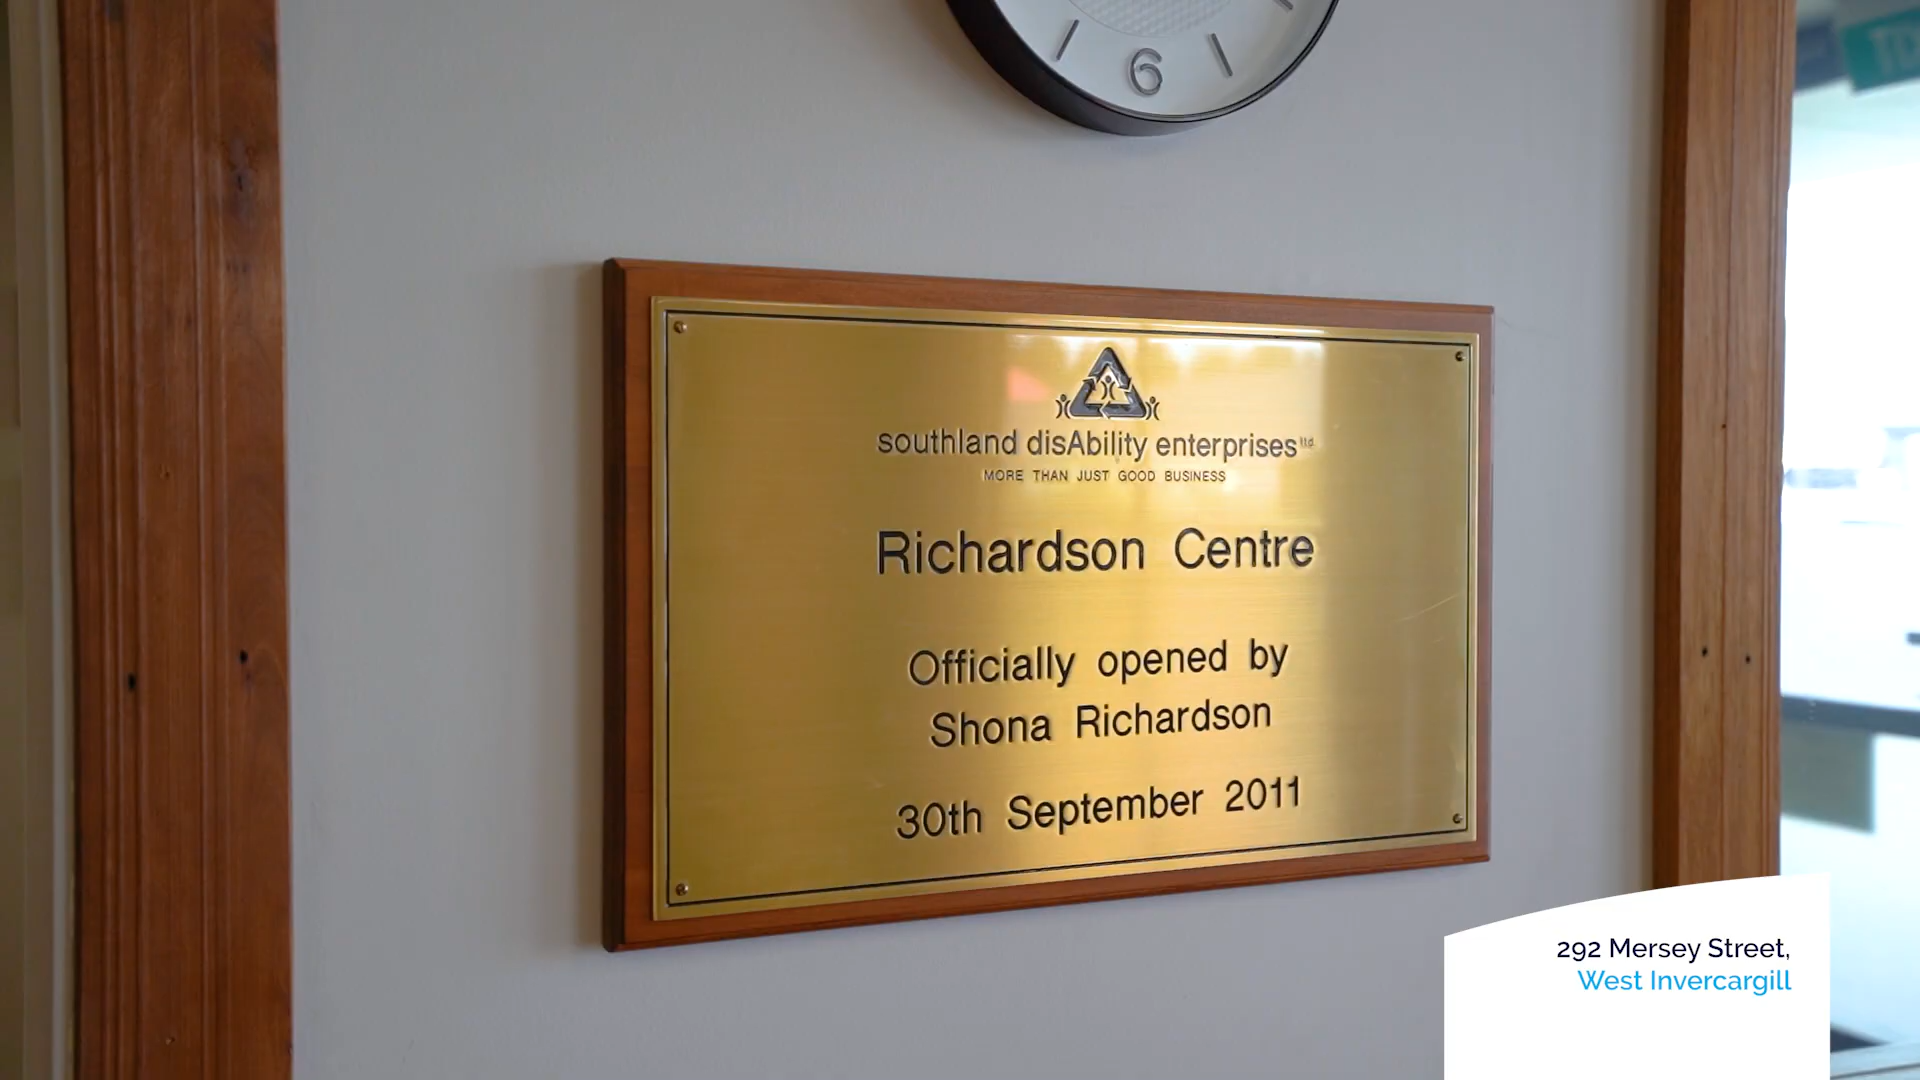 6
southland disAbility enterprises ltd
MORE THAN JUST GOOD BUSINESS
Richardson Centre
Officially opened by
Shona Richardson
30th September 2011
292 Mersey Street,
West Invercargill